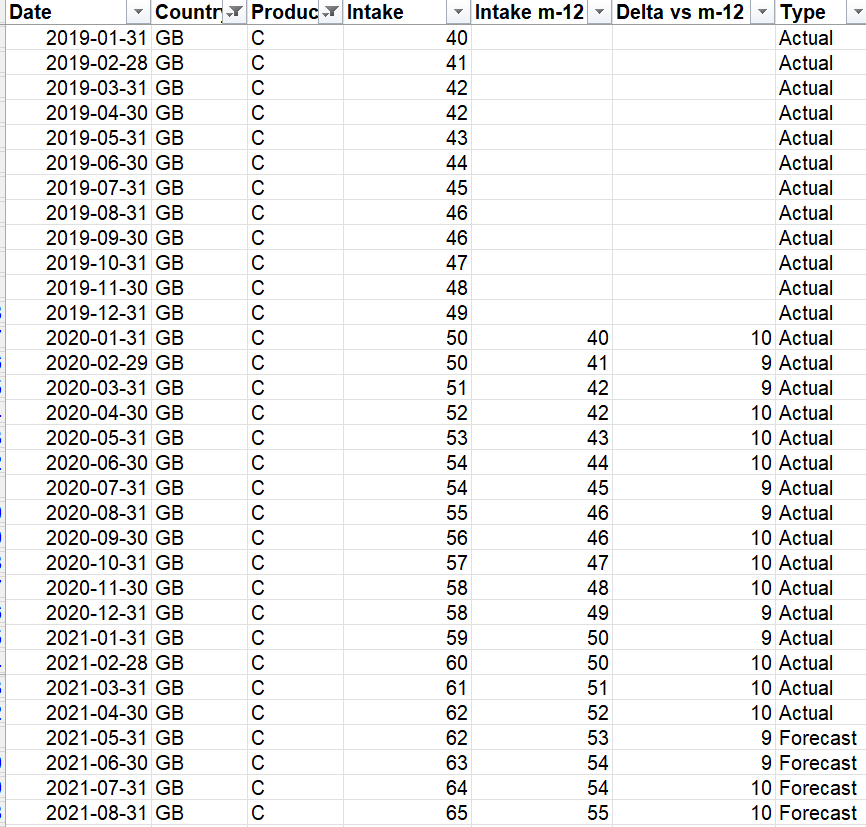 Date Country Produc Intake Intake m-12 Delta vs m-12 Type
2019-01-31 GB C 40 Actual
2019-02-28 GB C 41 Actual
2019-03-31 GB C 42 Actual
2019-04-30 GB C 42 Actual
2019-05-31 GB C 43 Actual
2019-06-30 GB C 44 Actual
2019-07-31 GB C 45 Actual
2019-08-31 GB C 46 Actual
2019-09-30 GB C 46 Actual
2019-10-31 GB C 47 Actual
2019-11-30 GB C 48 Actual
2019-12-31 GB C 49 Actual
2020-01-31 GB C 50 40 10 Actual
2020-02-29 GB C 50 41 9 Actual
2020-03-31 GB C 51 42 9 Actual
2020-04-30 GB C 52 42 10 Actual
2020-05-31 GB C 53 43 10 Actual
2020-06-30 GB C 54 44 10 Actual
2020-07-31 GB C 54 45 9 Actual
2020-08-31 GB C 55 46 9 Actual
2020-09-30 GB C 56 46 10 Actual
2020-10-31 GB C 57 47 10 Actual
2020-11-30 GB C 58 48 10 Actual
2020-12-31 GB C 58 49 9 Actual
2021-01-31 GB C 59 50 9 Actual
2021-02-28 GB C 60 50 10 Actual
2021-03-31 GB C 61 51 10 Actual
2021-04-30 GB C 62 52 10 Actual
2021-05-31 GB C 62 53 9 Forecast
2021-06-30 GB C 63 54 9 Forecast
2021-07-31 GB C 64 54 10 Forecast
2021-08-31 GB C 65 55 10 Forecast